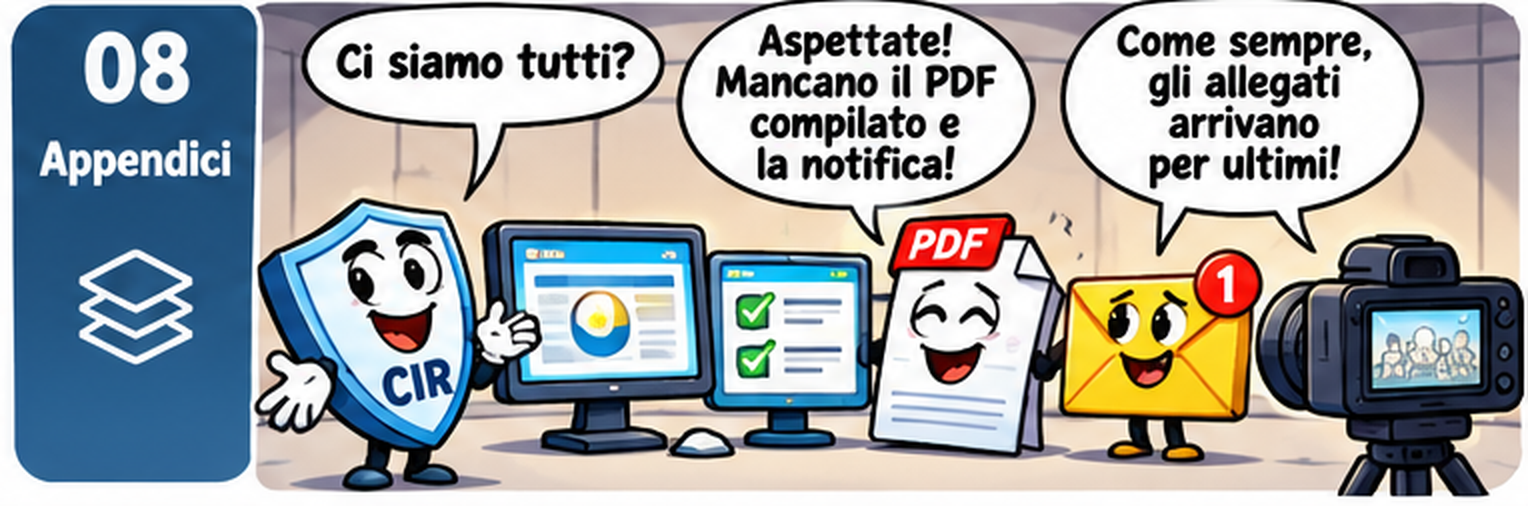 08
Appendici
Ci siamo tutti?
Aspettate!
Mancano il PDF
compilato e
la notifica!
Come sempre,
gli allegati
arrivano
per ultimi!
CIR
PDF
1